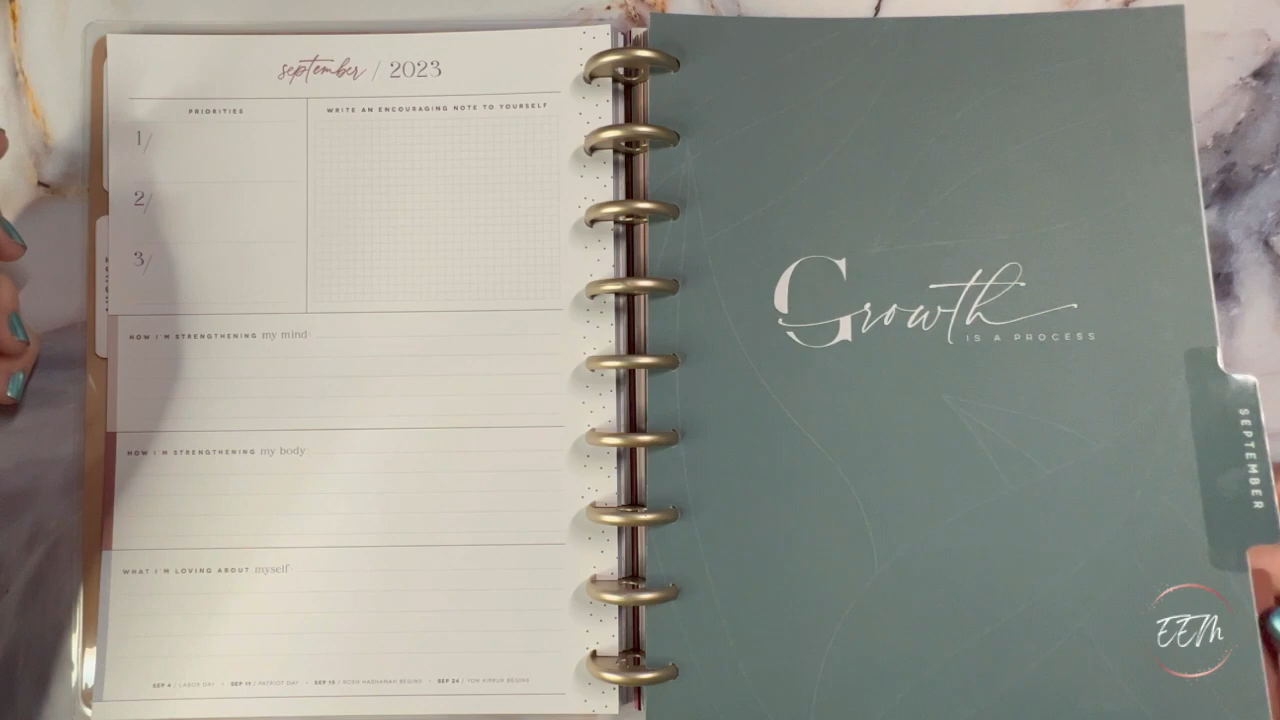 september / 2023
PRIORITIES
WRITE AN ENCOURAGING NOTE TO YOURSELF
1/
2/
3/
HOW I'M STRENGTHENING my mind
HOW I'M STRENGTHENING my body
WHAT I'M LOVING ABOUT myself
SEP 4 / LABOR DAY • SEP 11 / PATRIOT DAY • SEP 15 / ROSH HASHANAH BEGINS • SEP 24 / YOM KIPPUR BEGINS
Growth
IS A PROCESS
SEPTEMBER
EEM